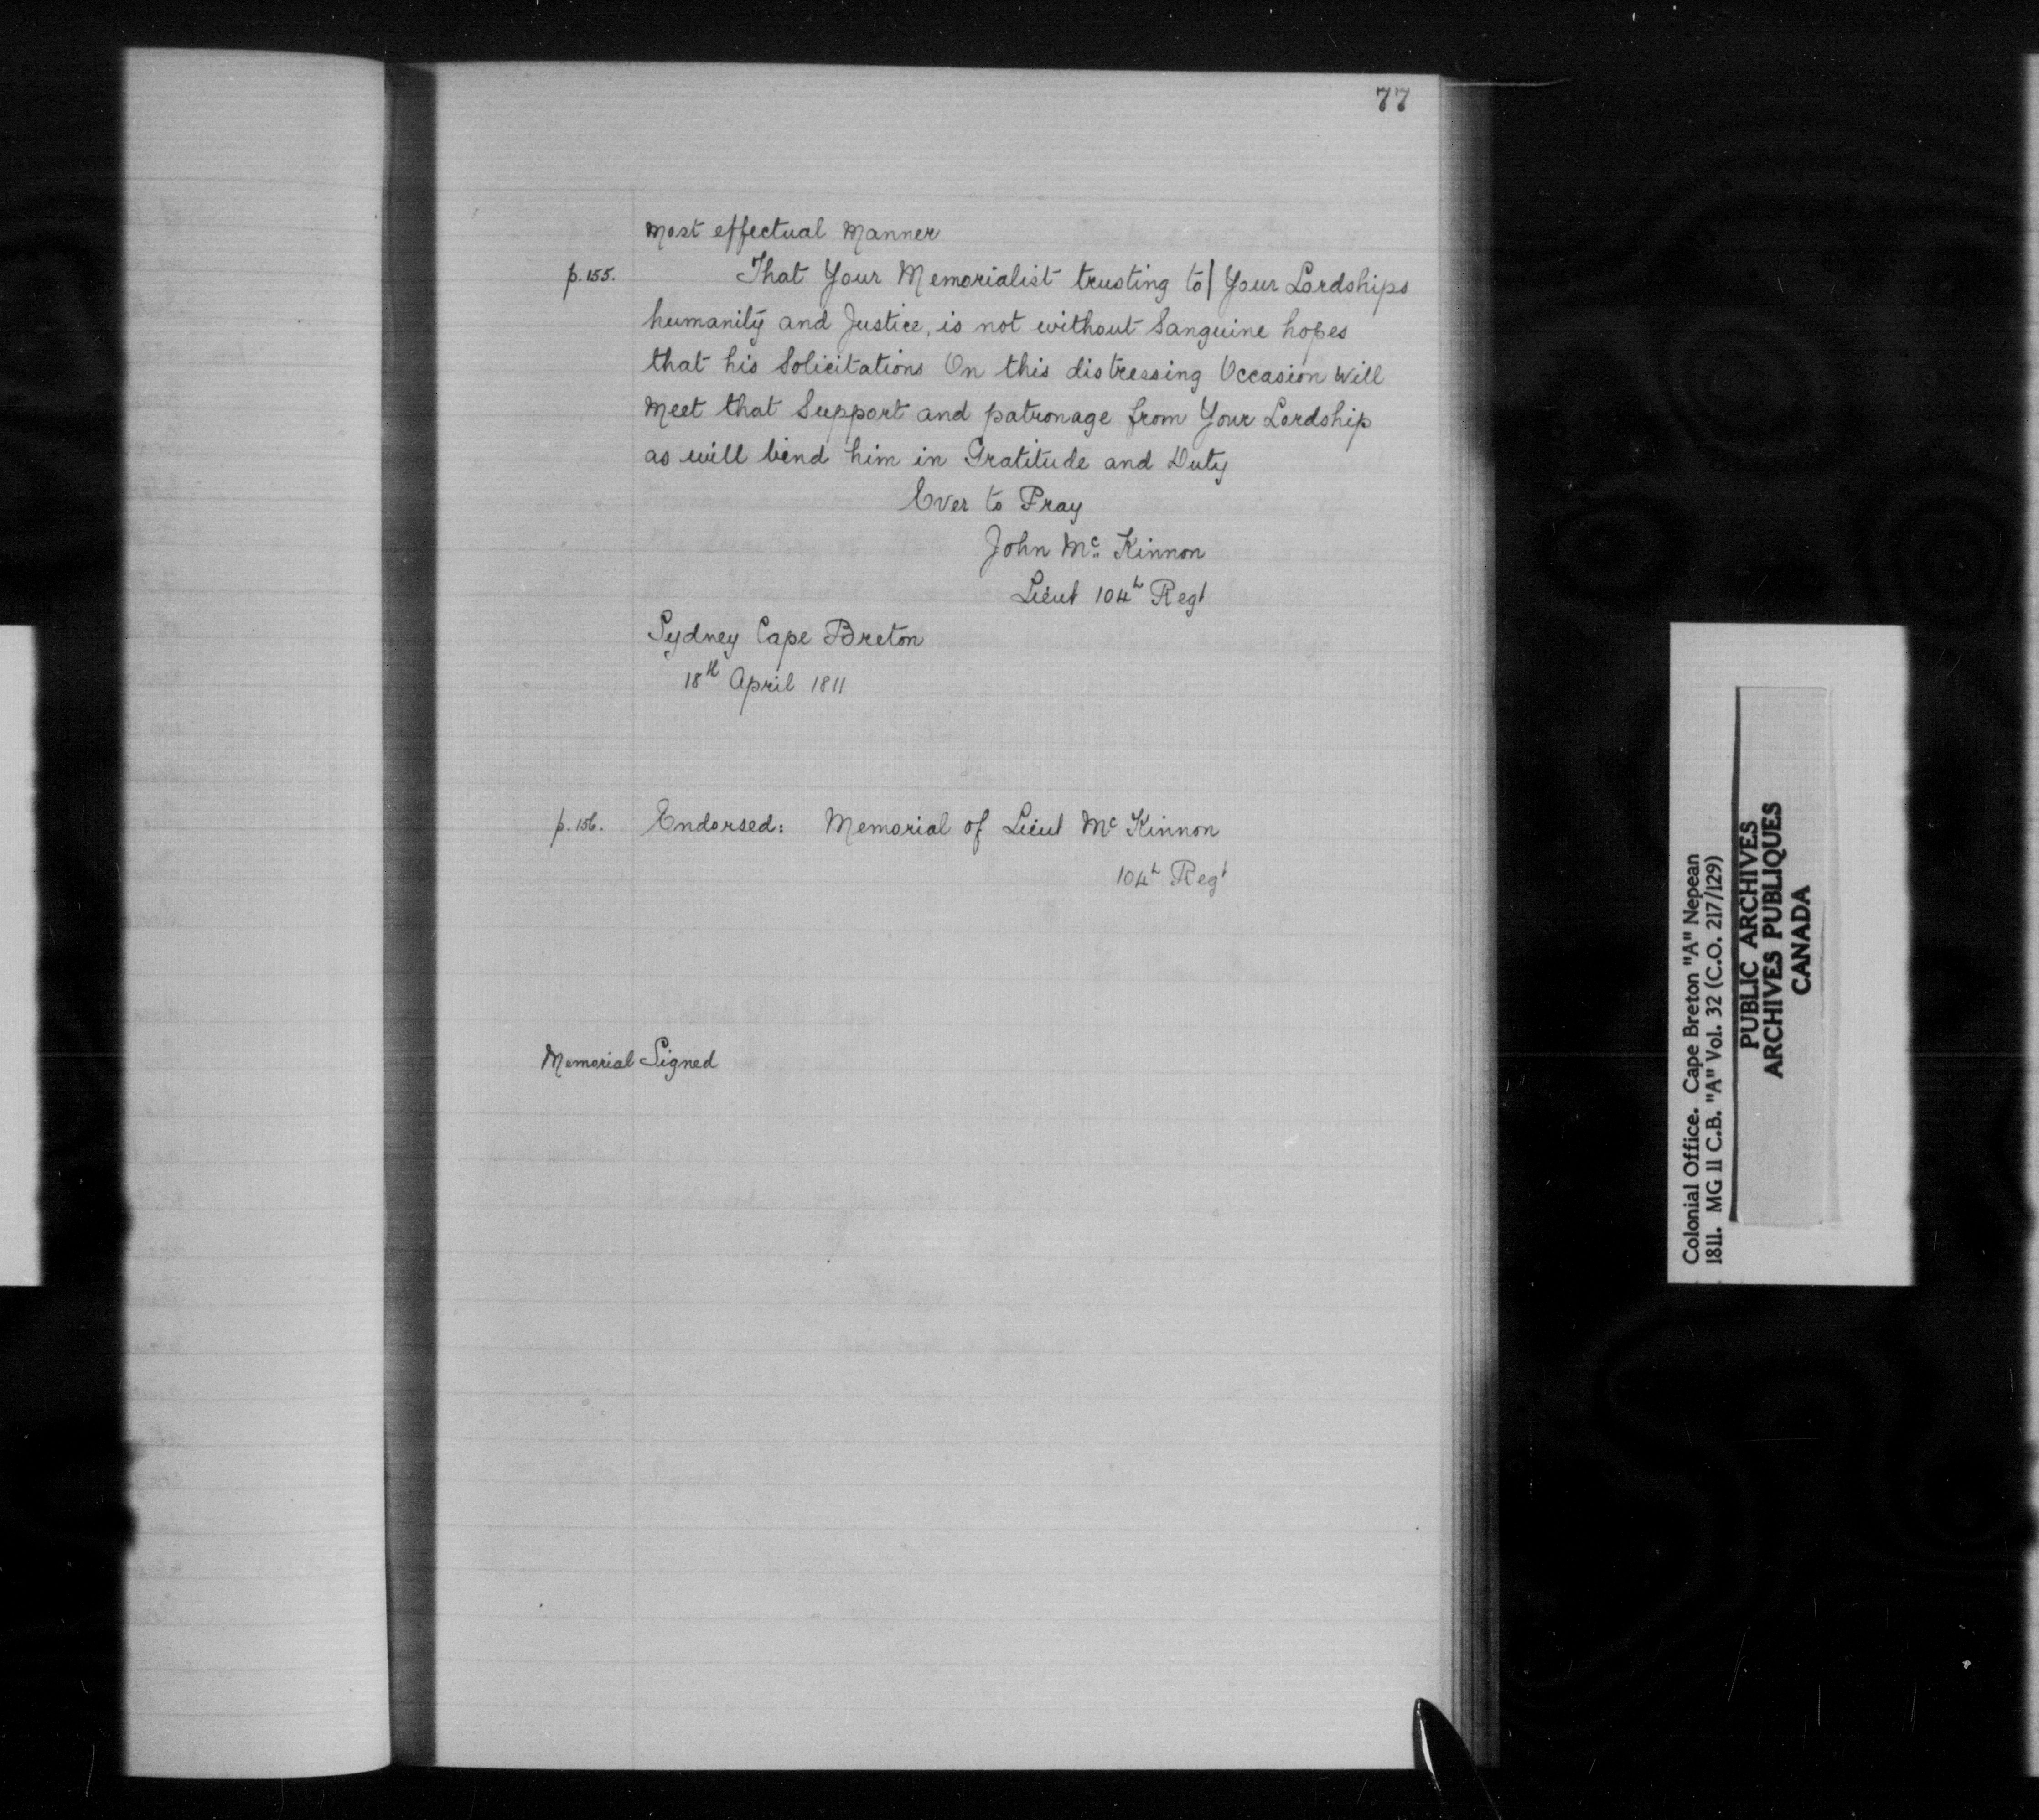 77
Most effectual Manner
p.155. That Your Memorialist trusting to| Your Lordships
humanity and Justice, is not without Sanguine hopes
that his Solicitations On this distressing Occasion Will
Meet that Support and patronage from Your Lordship
as will bind him in Gratitude and Duty
Ever to Pray
John Mc Kinnon
Lieut 104th Regt
Sydney Cape Breton
18th April 1811
p.156. Endorsed: Memorial of Lieut Mc Kinnon
104th Regt
Memorial Signed
Colonial Office. Cape Breton "A" Nepean
1811. MG 11 C.B. "A" Vol. 32 (C.O. 217/129)
PUBLIC ARCHIVES
ARCHIVES PUBLIQUES
CANADA